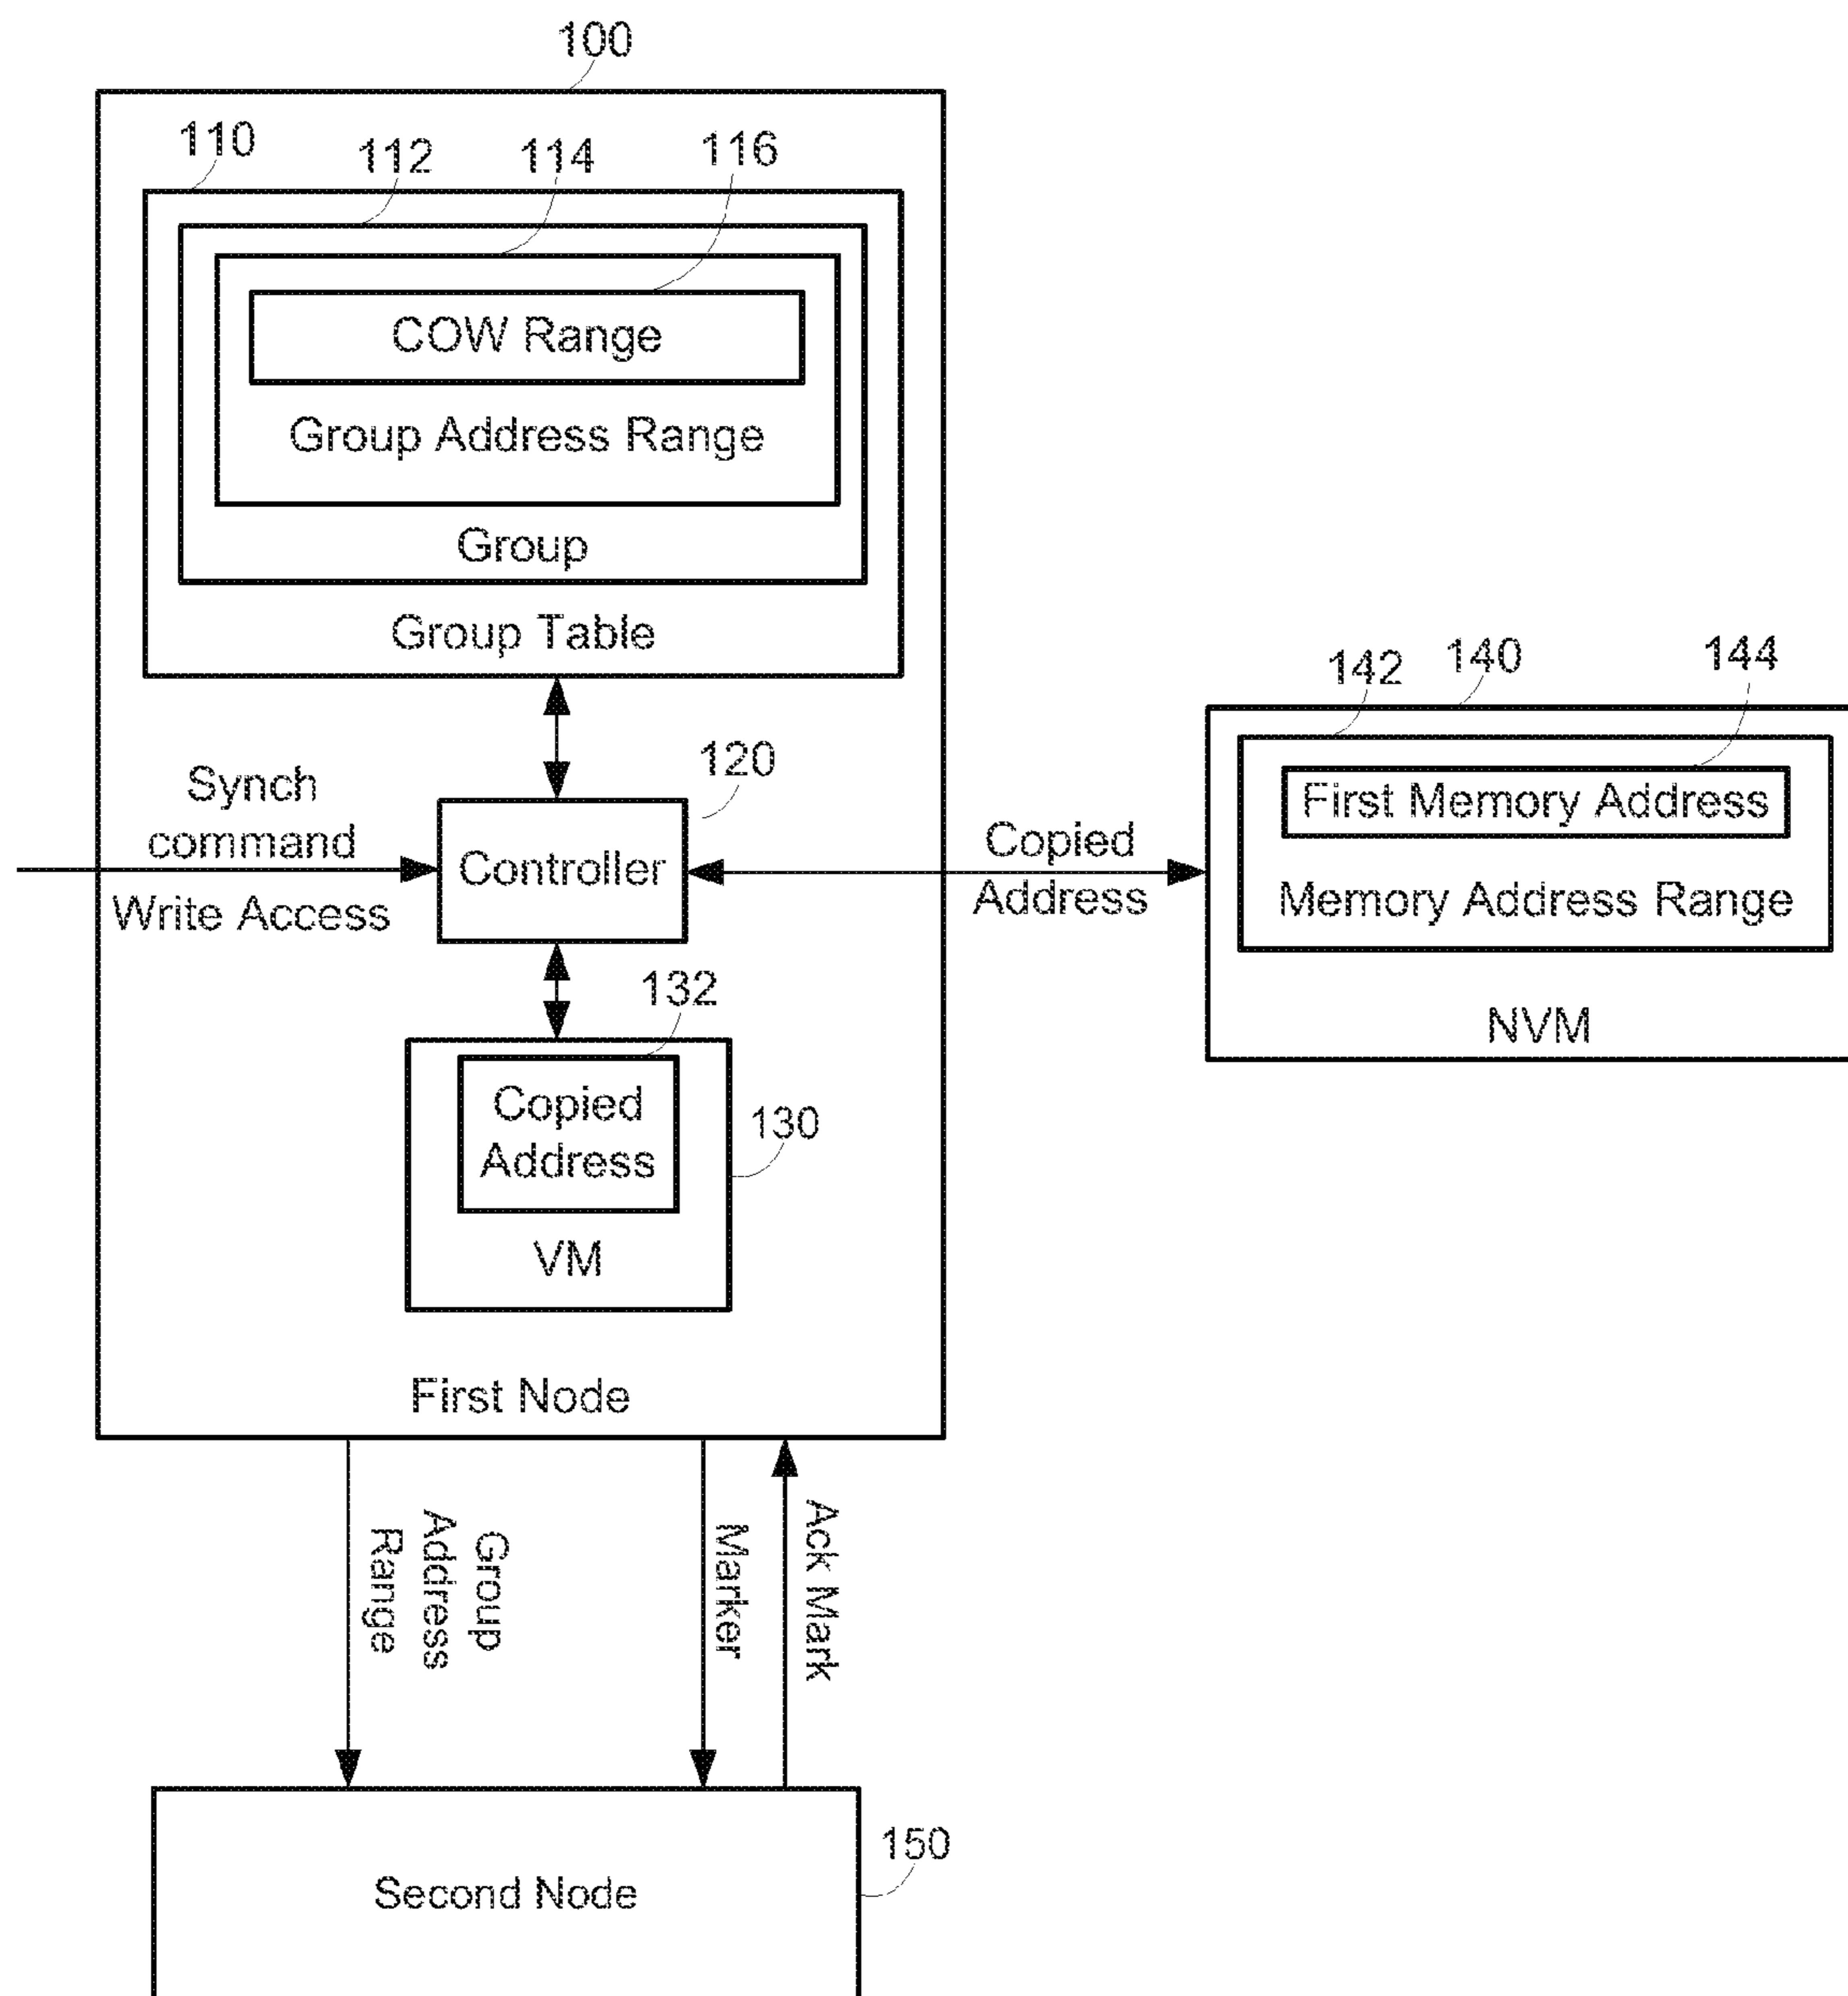 100
110
112
114
116
COW Range
Group Address Range
Group
Group Table
142
140
144
120
Synch
command
Write Access
Controller
Copied
Address
First Memory Address
Memory Address Range
NVM
132
Copied
Address
130
VM
First Node
Group
Address
Range
Marker
Ack Mark
150
Second Node